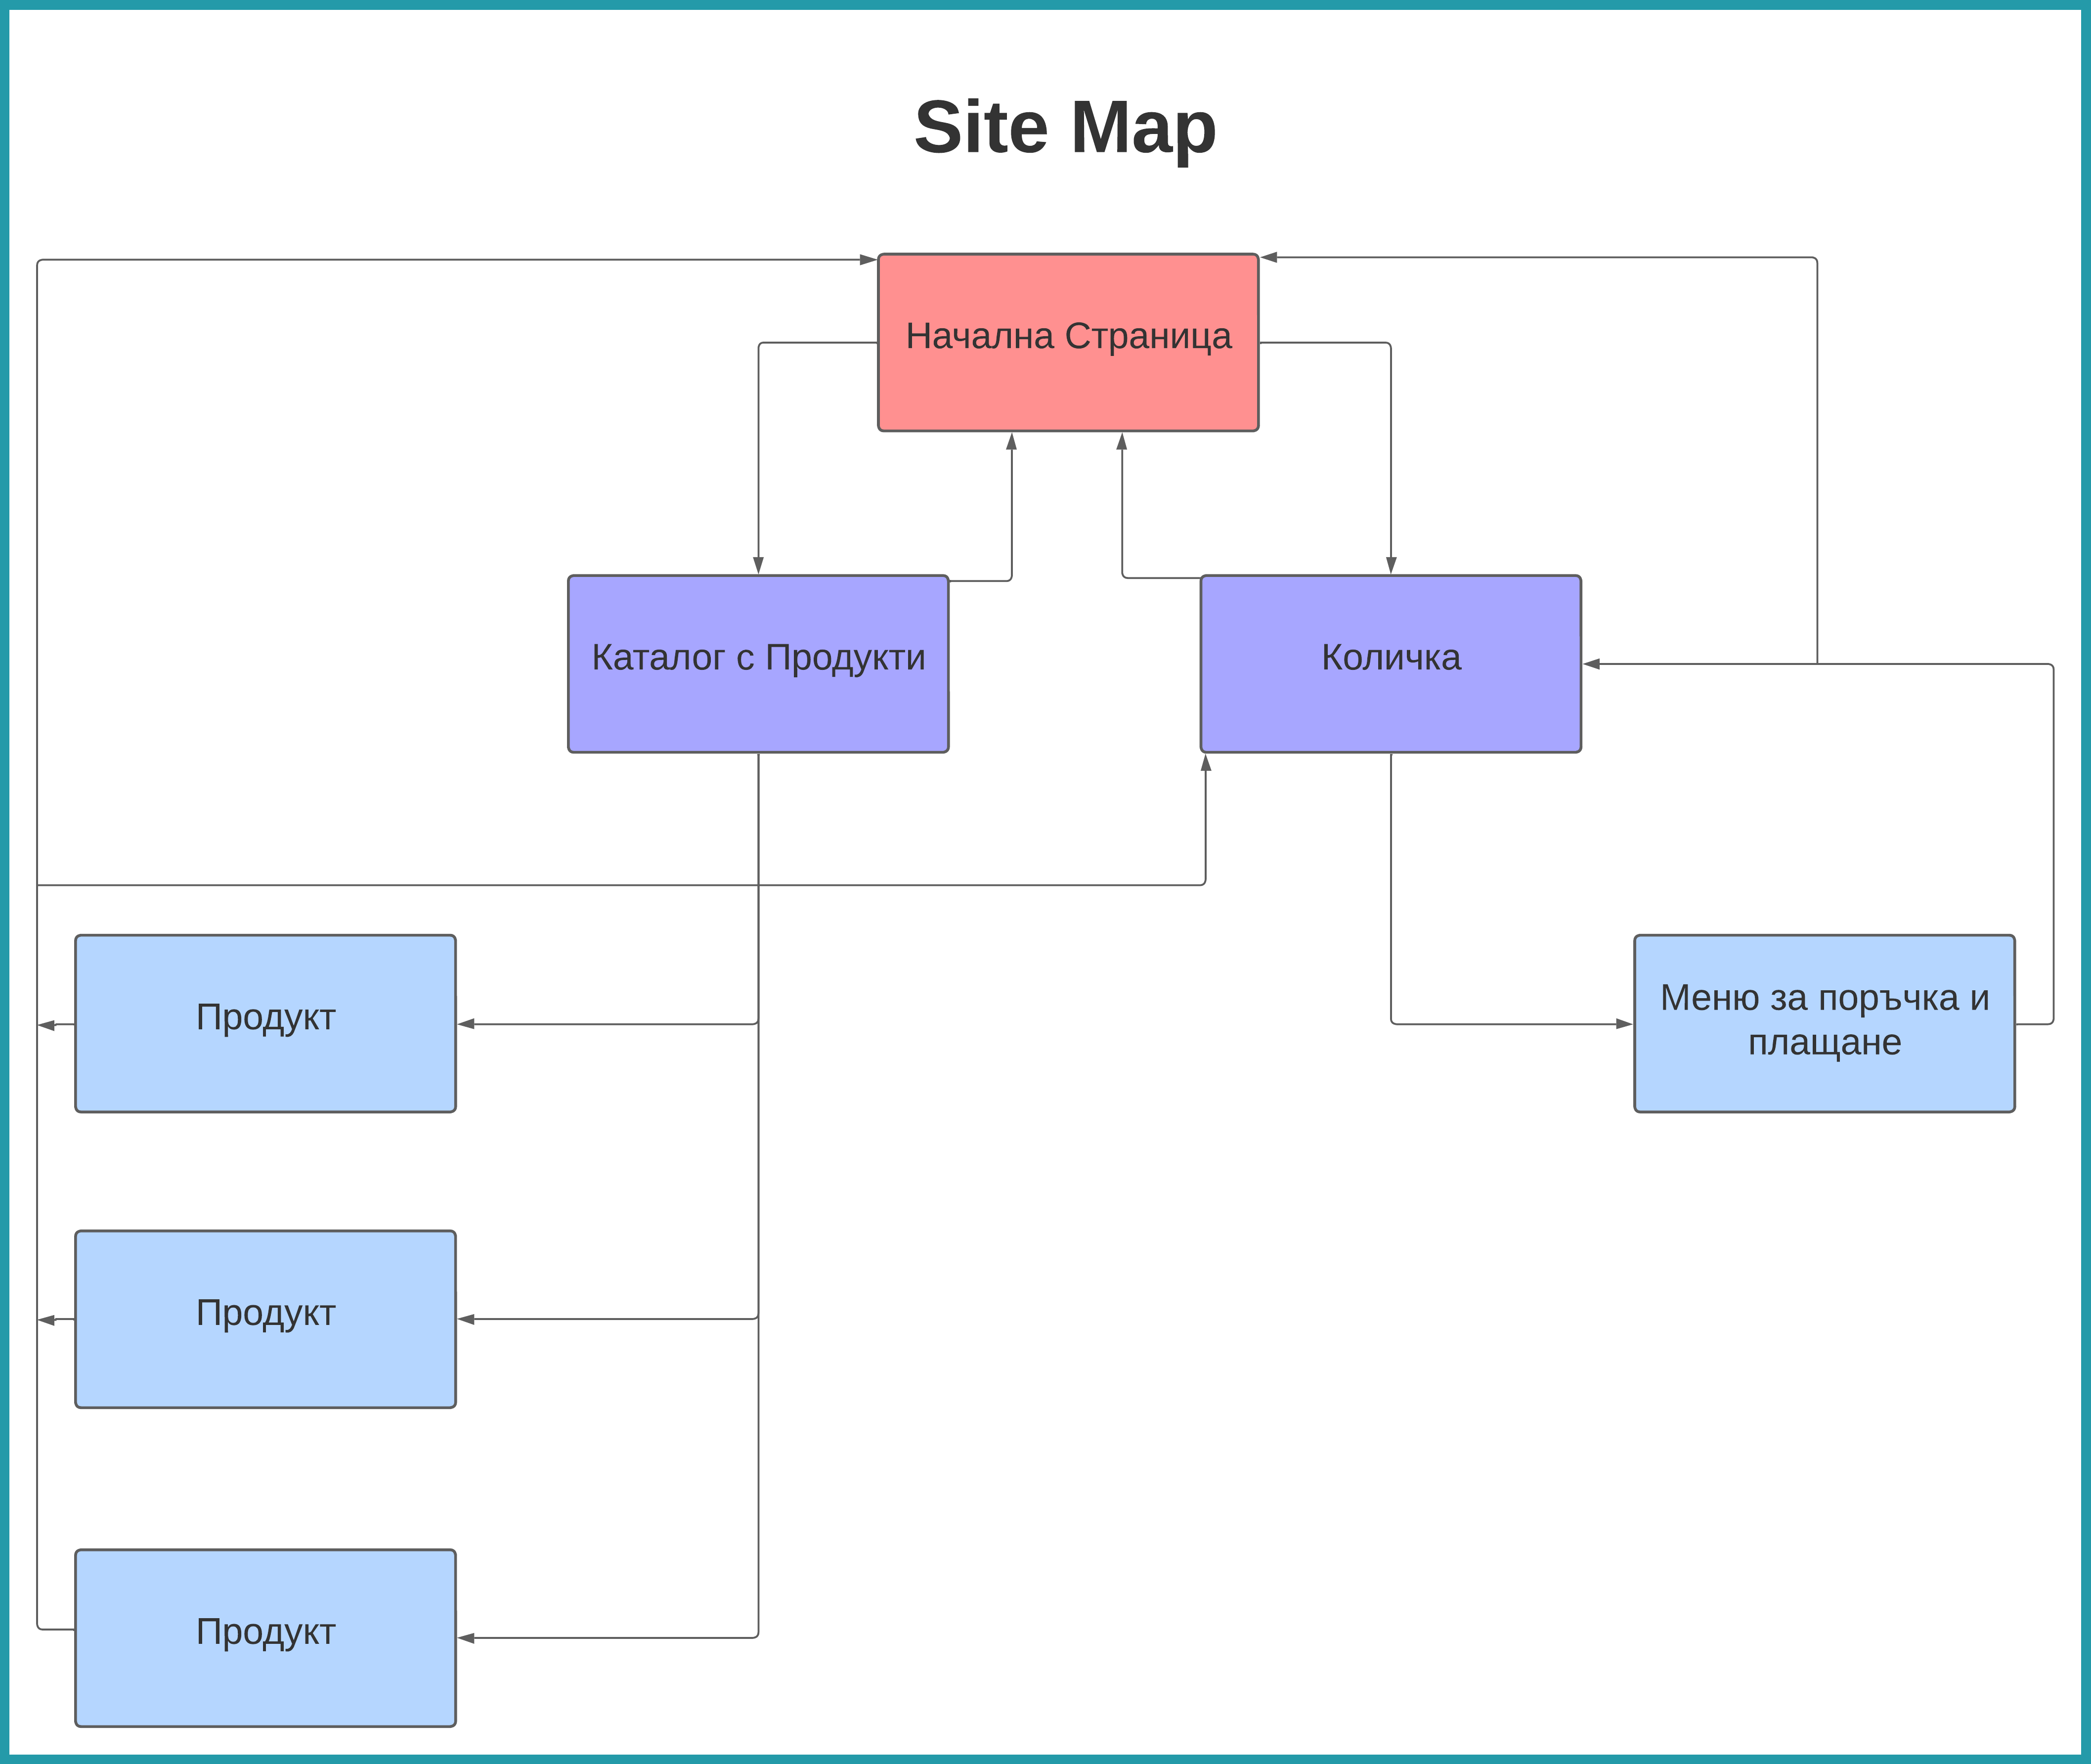 Site Map
Начална Страница
Каталог с Продукти
Количка
Продукт
Меню за поръчка и
плащане
Продукт
Продукт